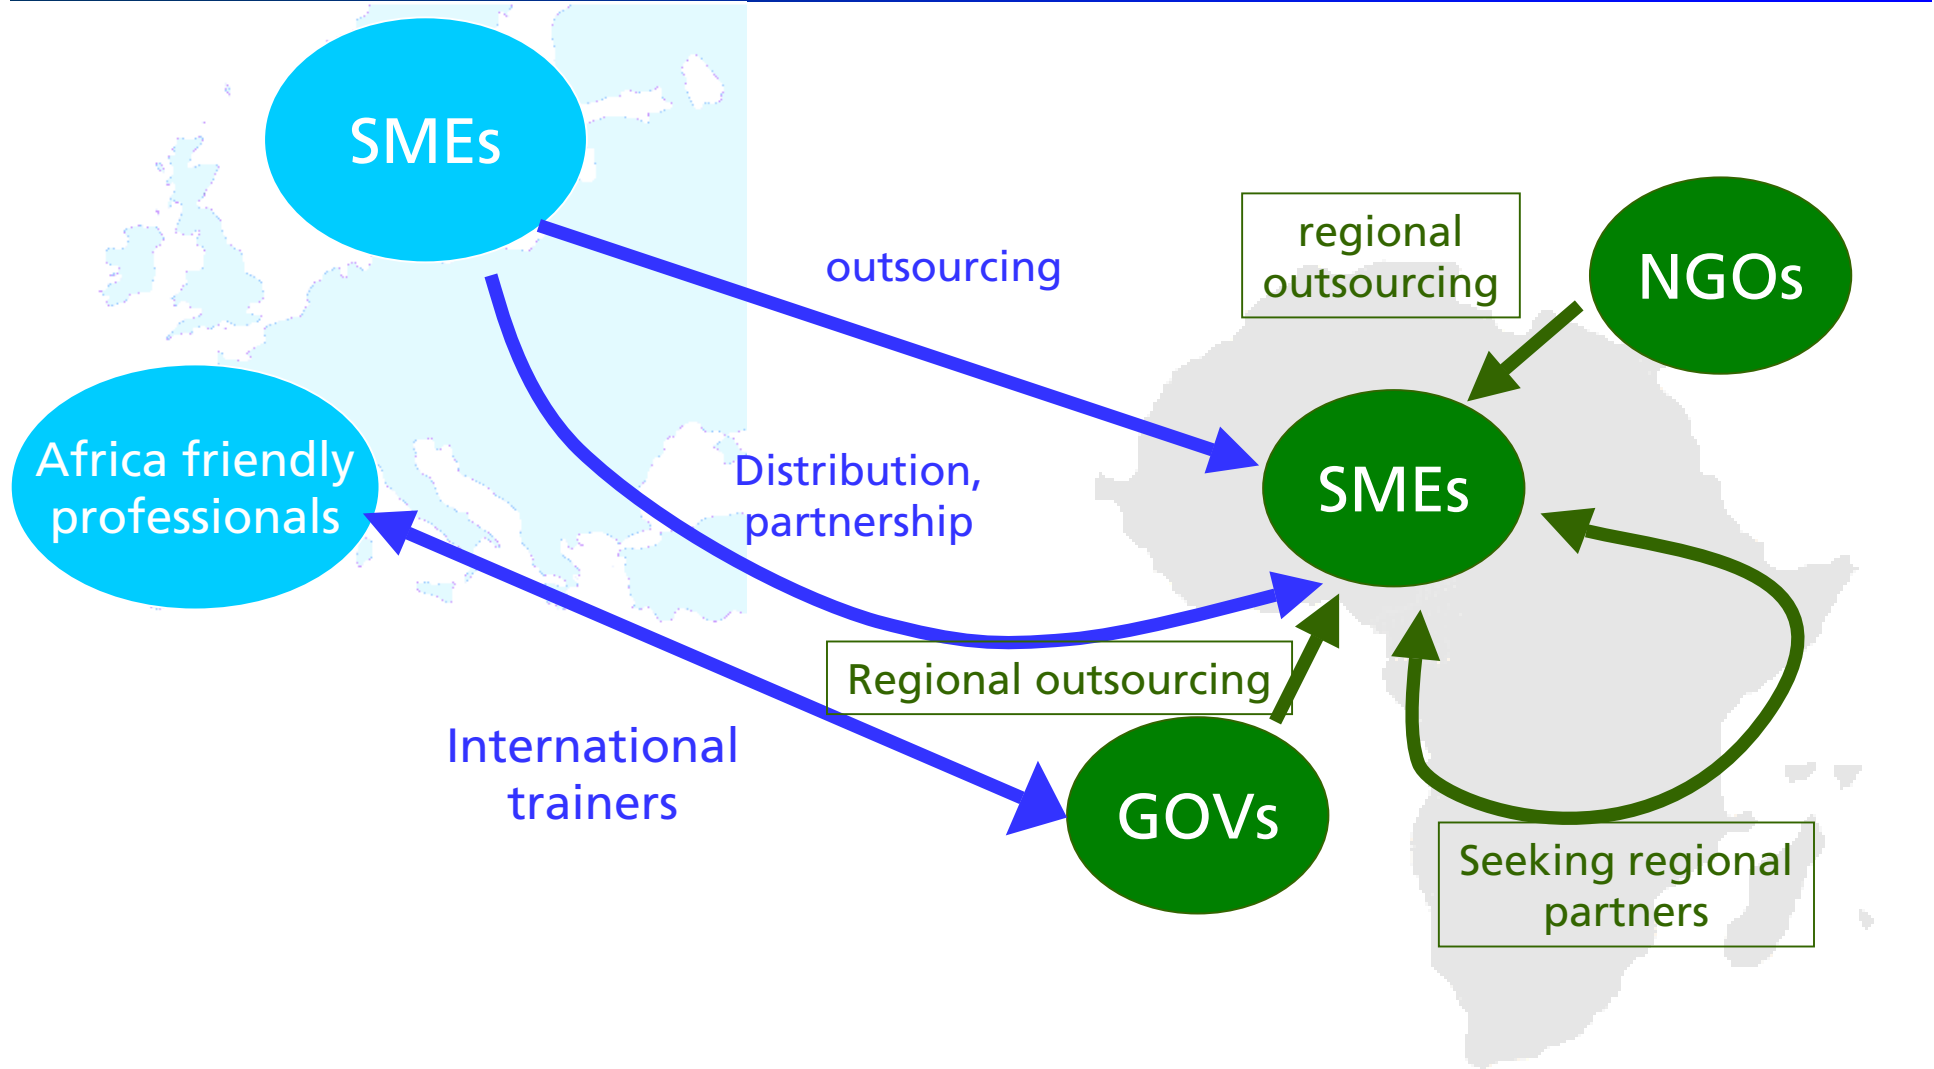 SMEs
outsourcing
regional
outsourcing
NGOs
Africa friendly
professionals
Distribution,
partnership
SMEs
Regional outsourcing
International
trainers
GOVs
Seeking regional
partners